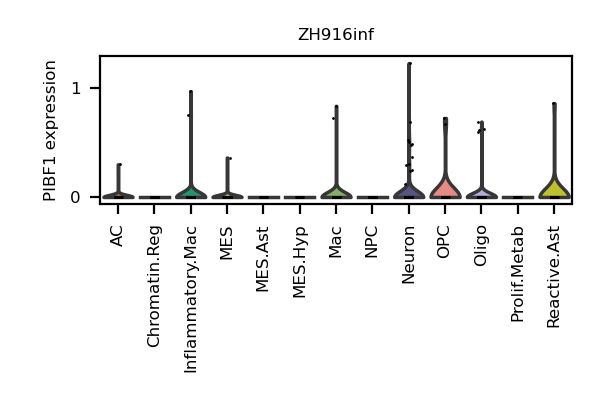 ZH916inf
PIBF1 expression
1
0
AC
Chromatin.Reg
Inflammatory.Mac
MES
MES.Ast
MES.Hyp
Mac
NPC
Neuron
OPC
Oligo
Prolif.Metab
Reactive.Ast